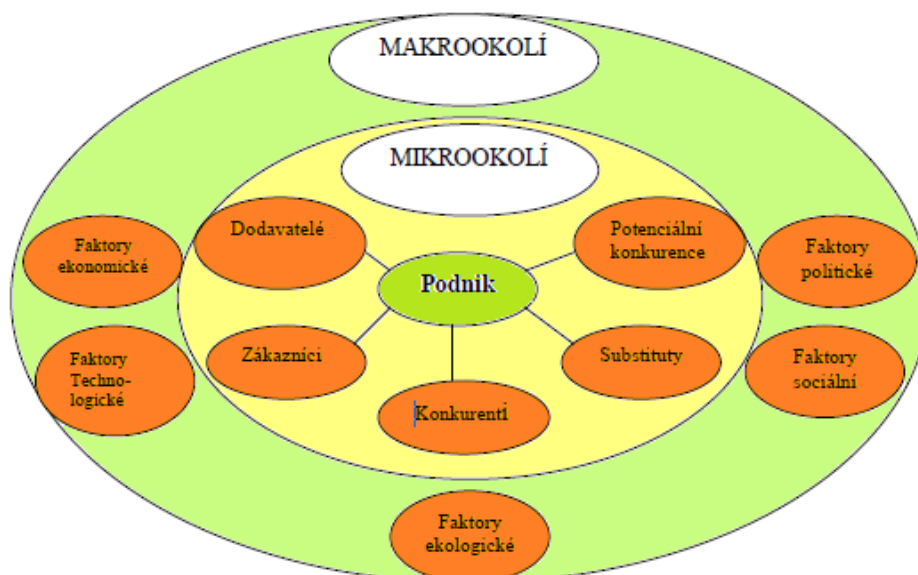 MAKROOKOLÍ
MIKROOKOLÍ
Dodavatelé
Potenciální
konkurence
Faktory
ekonomické
Podnik
Faktory
politické
Zákazníci
Substituty
Faktory
Techno-
logické
Faktory
sociální
Konkurentí
Faktory
ekologické